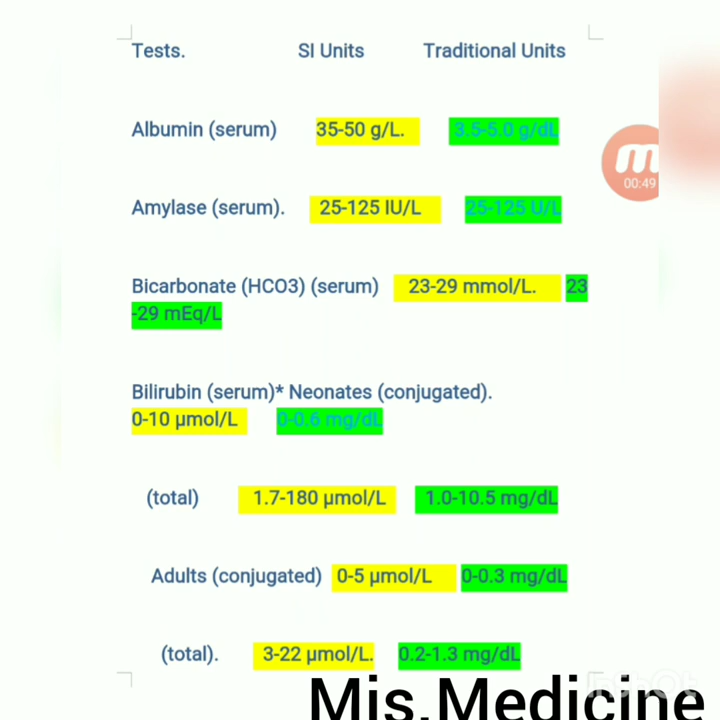 Tests. SI Units Traditional Units
Albumin (serum) 35-50 g/L. 3.5-5.0 g/dL
00:49
Amylase (serum). 25-125 IU/L 25-125 U/L
Bicarbonate (HCO3) (serum) 23-29 mmol/L. 23
-29 mEq/L
Bilirubin (serum)* Neonates (conjugated).
0-10 µmol/L 0-0.6 mg/dL
(total) 1.7-180 µmol/L 1.0-10.5 mg/dL
Adults (conjugated) 0-5 µmol/L 0-0.3 mg/dL
(total). 3-22 µmol/L. 0.2-1.3 mg/dL
InShOt
Mis.Medicine